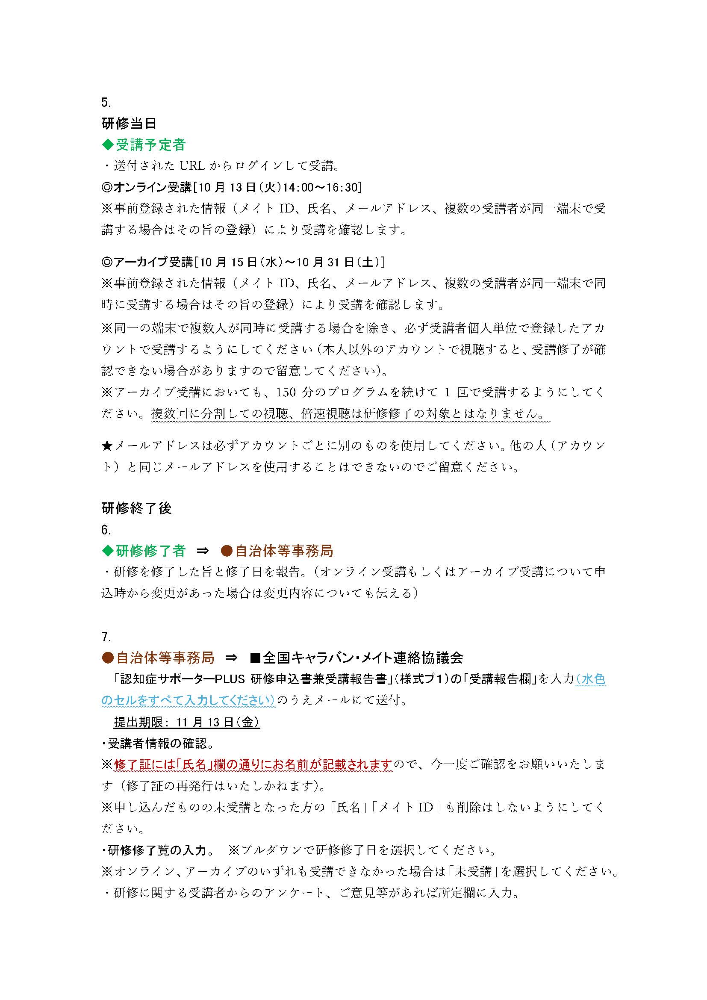 5.
研修当日
◆受講予定者
・送付された URL からログインして受講。
◎オンライン受講[10 月 13 日(火)14:00～16:30]
※事前登録された情報（メイト ID、氏名、メールアドレス、複数の受講者が同一端末で受
講する場合はその旨の登録）により受講を確認します。
◎アーカイブ受講[10 月 15 日(水)～10 月 31 日(土)]
※事前登録された情報（メイト ID、氏名、メールアドレス、複数の受講者が同一端末で同
時に受講する場合はその旨の登録）により受講を確認します。
※同一の端末で複数人が同時に受講する場合を除き、必ず受講者個人単位で登録したアカ
ウントで受講するようにしてください（本人以外のアカウントで視聴すると、受講修了が確
認できない場合がありますので留意してください）。
※アーカイブ受講においても、150 分のプログラムを続けて 1 回で受講するようにしてく
ださい。複数回に分割しての視聴、倍速視聴は研修修了の対象とはなりません。
★メールアドレスは必ずアカウントごとに別のものを使用してください。他の人（アカウン
ト）と同じメールアドレスを使用することはできないのでご留意ください。
研修終了後
6.
◆研修修了者 ⇒ ●自治体等事務局
・研修を修了した旨と修了日を報告。（オンライン受講もしくはアーカイブ受講について申
込時から変更があった場合は変更内容についても伝える）
7.
●自治体等事務局 ⇒ ■全国キャラバン・メイト連絡協議会
「認知症サポーターPLUS 研修申込書兼受講報告書」（様式プ１）の「受講報告欄」を入力（水色
のセルをすべて入力してください）のうえメールにて送付。
提出期限： 11 月 13 日（金）
・受講者情報の確認。
※修了証には「氏名」欄の通りにお名前が記載されますので、今一度ご確認をお願いいたしま
す（修了証の再発行はいたしかねます）。
※申し込んだものの未受講となった方の「氏名」「メイト ID」も削除はしないようにしてく
ださい。
・研修修了覧の入力。 ※プルダウンで研修修了日を選択してください。
※オンライン、アーカイブのいずれも受講できなかった場合は「未受講」を選択してください。
・研修に関する受講者からのアンケート、ご意見等があれば所定欄に入力。